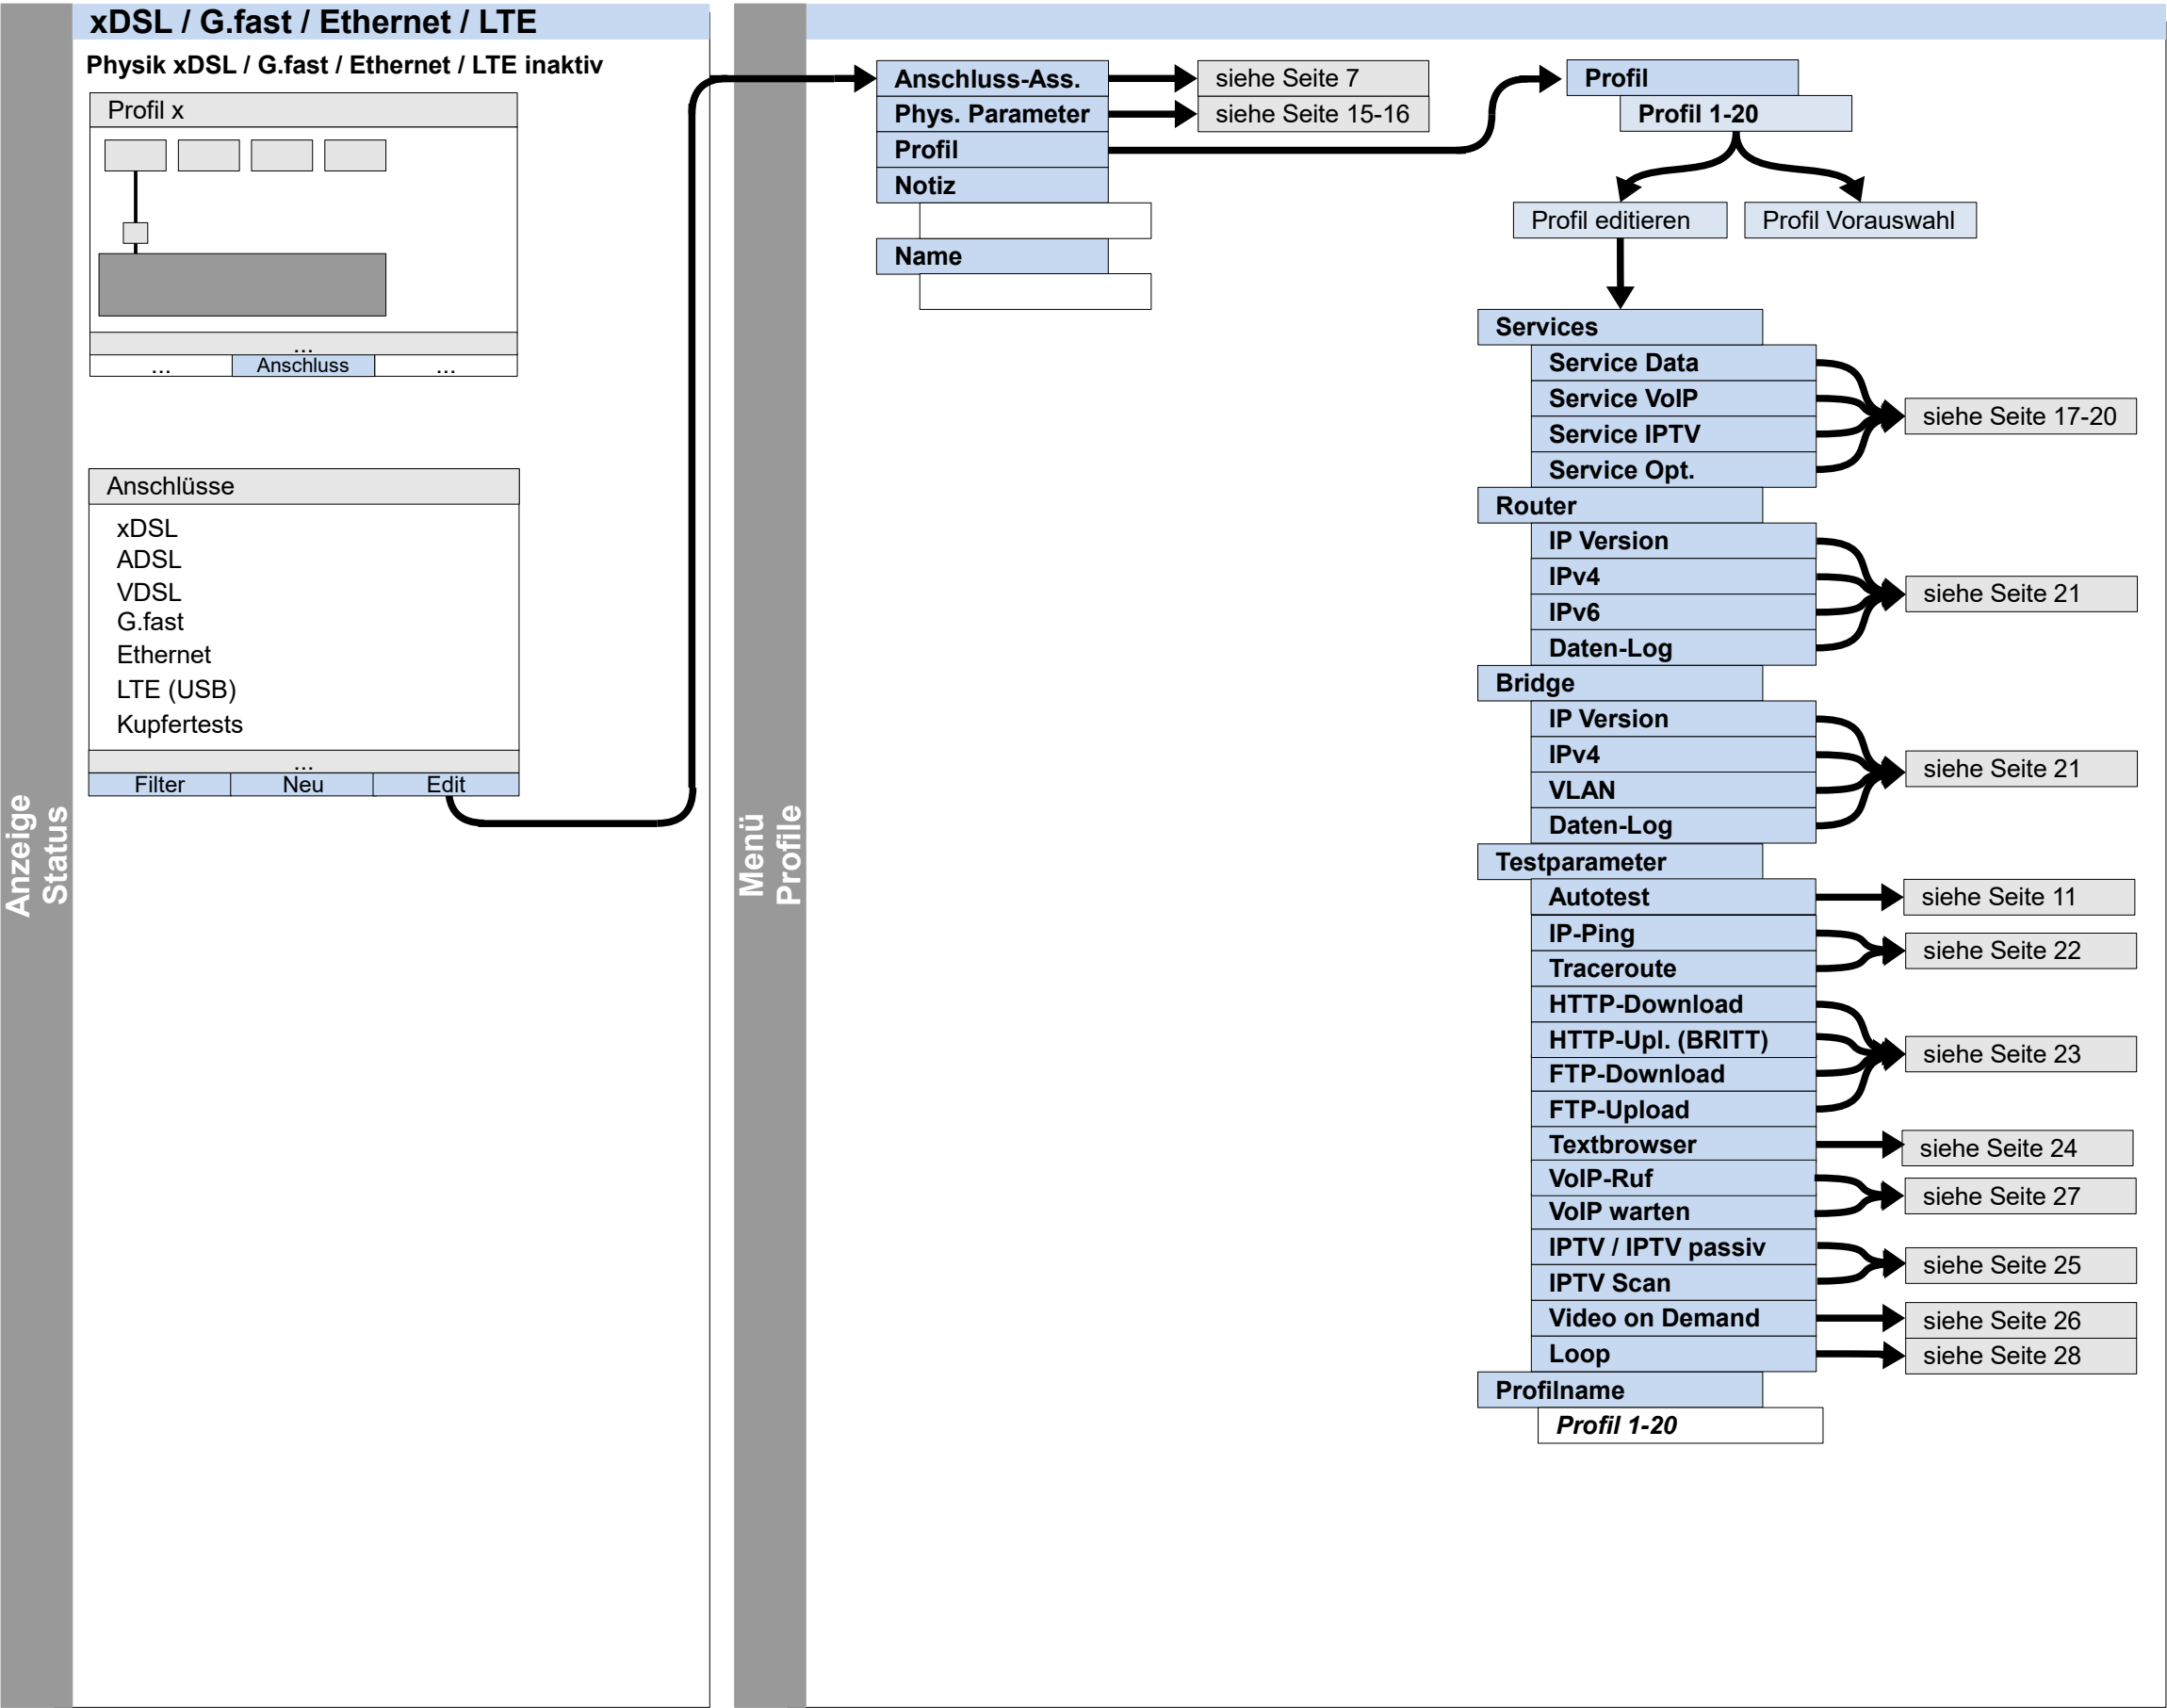 xDSL / G.fast / Ethernet / LTE
Physik xDSL / G.fast / Ethernet / LTE inaktiv
Profil x
...
...
Anschluss
...
Anschlüsse
xDSL
ADSL
VDSL
G.fast
Ethernet
LTE (USB)
Kupfertests
...
Filter
Neu
Edit
Anzeige
Status
Menü
Profile
Anschluss-Ass.
siehe Seite 7
Phys. Parameter
siehe Seite 15-16
Profil
Notiz
Name
Profil
Profil 1-20
Profil editieren
Profil Vorauswahl
Services
Service Data
Service VoIP
Service IPTV
Service Opt.
siehe Seite 17-20
Router
IP Version
IPv4
IPv6
Daten-Log
siehe Seite 21
Bridge
IP Version
IPv4
VLAN
Daten-Log
siehe Seite 21
Testparameter
Autotest
siehe Seite 11
IP-Ping
Traceroute
siehe Seite 22
HTTP-Download
HTTP-Upl. (BRITT)
FTP-Download
FTP-Upload
siehe Seite 23
Textbrowser
siehe Seite 24
VoIP-Ruf
VoIP warten
siehe Seite 27
IPTV / IPTV passiv
IPTV Scan
siehe Seite 25
Video on Demand
siehe Seite 26
Loop
siehe Seite 28
Profilname
Profil 1-20